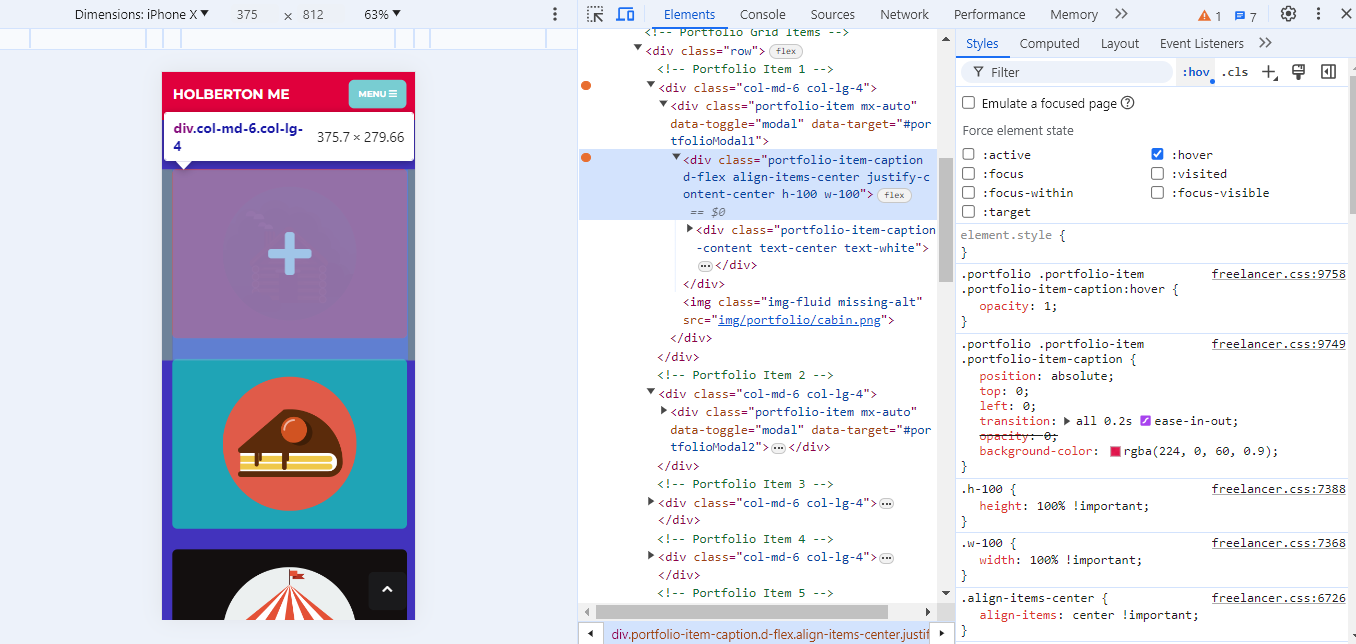 Dimensions: iPhone X ▼ 375 × 812 63% ▼
HOLBERTON ME
MENU
div.col-md-6.col-lg-
4
375.7 × 279.66
Elements Console Sources Network Performance Memory 1 7
<!-- Portfolio Grid Items -->
<div class="row"> flex
<!-- Portfolio Item 1 -->
<div class="col-md-6 col-lg-4">
<div class="portfolio-item mx-auto"
data-toggle="modal" data-target="#por
tfolioModal1">
<div class="portfolio-item-caption
d-flex align-items-center justify-c
ontent-center h-100 w-100"> flex
== $0
<div class="portfolio-item-caption
-content text-center text-white">
… </div>
</div>
<img class="img-fluid missing-alt"
src="img/portfolio/cabin.png">
</div>
</div>
<!-- Portfolio Item 2 -->
<div class="col-md-6 col-lg-4">
<div class="portfolio-item mx-auto"
data-toggle="modal" data-target="#por
tfolioModal2"> … </div>
</div>
<!-- Portfolio Item 3 -->
<div class="col-md-6 col-lg-4"> …
</div>
<!-- Portfolio Item 4 -->
<div class="col-md-6 col-lg-4"> …
</div>
<!-- Portfolio Item 5 -->
div.portfolio-item-caption.d-flex.align-items-center.justif
Styles Computed Layout Event Listeners
Filter :hov .cls
Emulate a focused page ?
Force element state
:active :hover
:focus :visited
:focus-within :focus-visible
:target
element.style {
}
.portfolio .portfolio-item freelancer.css:9758
.portfolio-item-caption:hover {
opacity: 1;
}
.portfolio .portfolio-item freelancer.css:9749
.portfolio-item-caption {
position: absolute;
top: 0;
left: 0;
transition: all 0.2s ease-in-out;
opacity: 0;
background-color: rgba(224, 0, 60, 0.9);
}
.h-100 { freelancer.css:7388
height: 100% !important;
}
.w-100 { freelancer.css:7368
width: 100% !important;
}
.align-items-center { freelancer.css:6726
align-items: center !important;
}